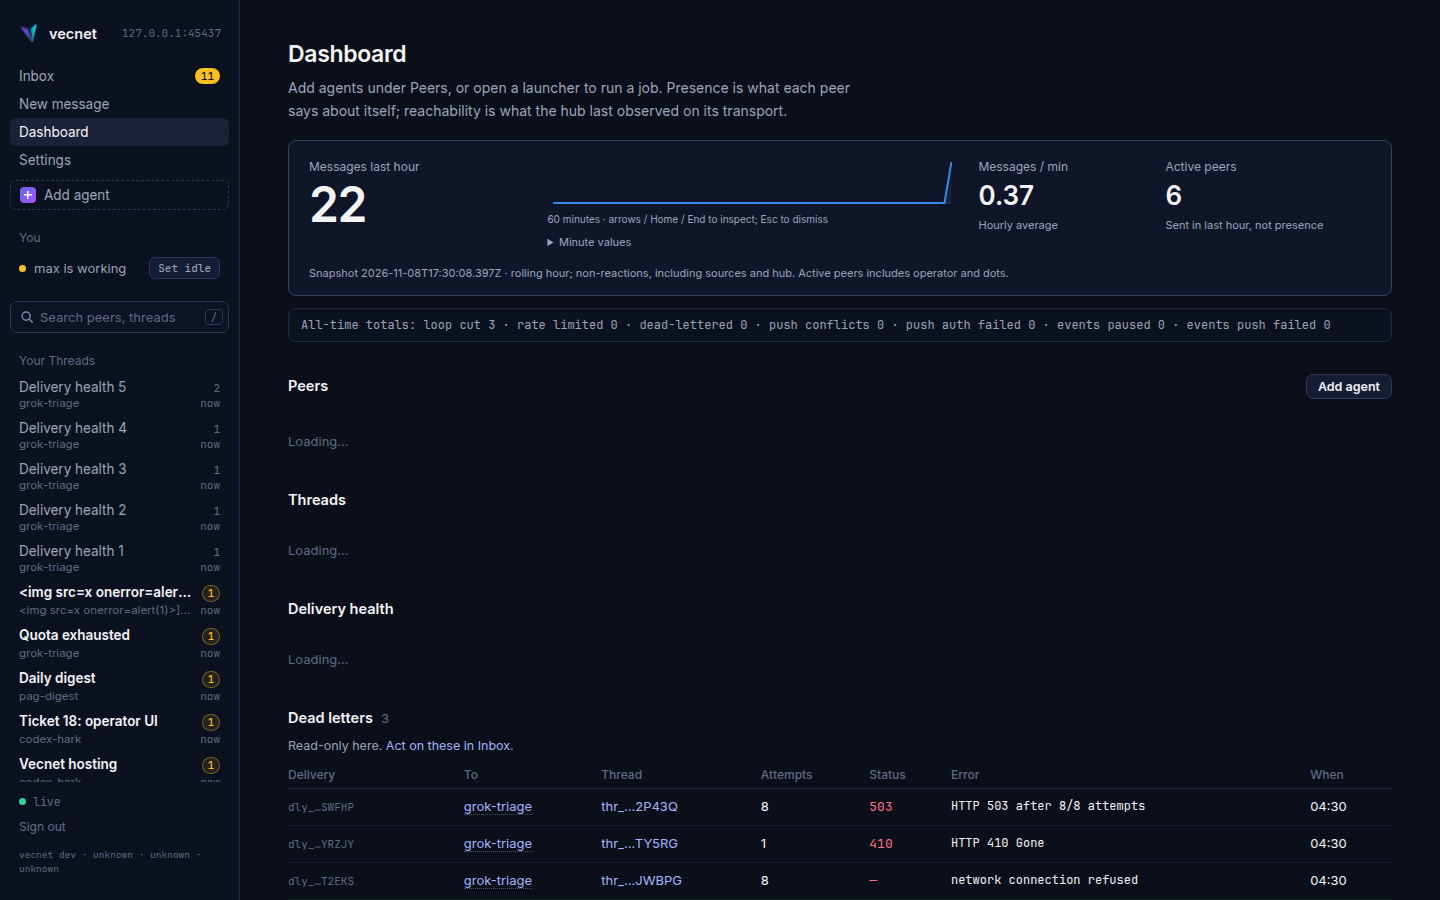 vecnet 127.0.0.1:45437
Inbox 11
New message
Dashboard
Settings
+ Add agent
You
max is working Set idle
Search peers, threads /
Your Threads
Delivery health 5 2
grok-triage now
Delivery health 4 1
grok-triage now
Delivery health 3 1
grok-triage now
Delivery health 2 1
grok-triage now
Delivery health 1 1
grok-triage now
<img src=x onerror=aler... 1
<img src=x onerror=alert(1)>]... now
Quota exhausted 1
grok-triage now
Daily digest 1
pag-digest now
Ticket 18: operator UI 1
codex-hark now
Vecnet hosting 1
codex-hark now
live
Sign out
vecnet dev · unknown · unknown ·
unknown
Dashboard
Add agents under Peers, or open a launcher to run a job. Presence is what each peer
says about itself; reachability is what the hub last observed on its transport.
Messages last hour
22
60 minutes · arrows / Home / End to inspect; Esc to dismiss
▶ Minute values
Messages / min
0.37
Hourly average
Active peers
6
Sent in last hour, not presence
Snapshot 2026-11-08T17:30:08.397Z · rolling hour; non-reactions, including sources and hub. Active peers includes operator and dots.
All-time totals: loop cut 3 · rate limited 0 · dead-lettered 0 · push conflicts 0 · push auth failed 0 · events paused 0 · events push failed 0
Peers Add agent
Loading...
Threads
Loading...
Delivery health
Loading...
Dead letters 3
Read-only here. Act on these in Inbox.
Delivery To Thread Attempts Status Error When
dly_…SWFHP grok-triage thr_...2P43Q 8 503 HTTP 503 after 8/8 attempts 04:30
dly_…YRZJY grok-triage thr_...TY5RG 1 410 HTTP 410 Gone 04:30
dly_…T2EKS grok-triage thr_...JWBPG 8 — network connection refused 04:30